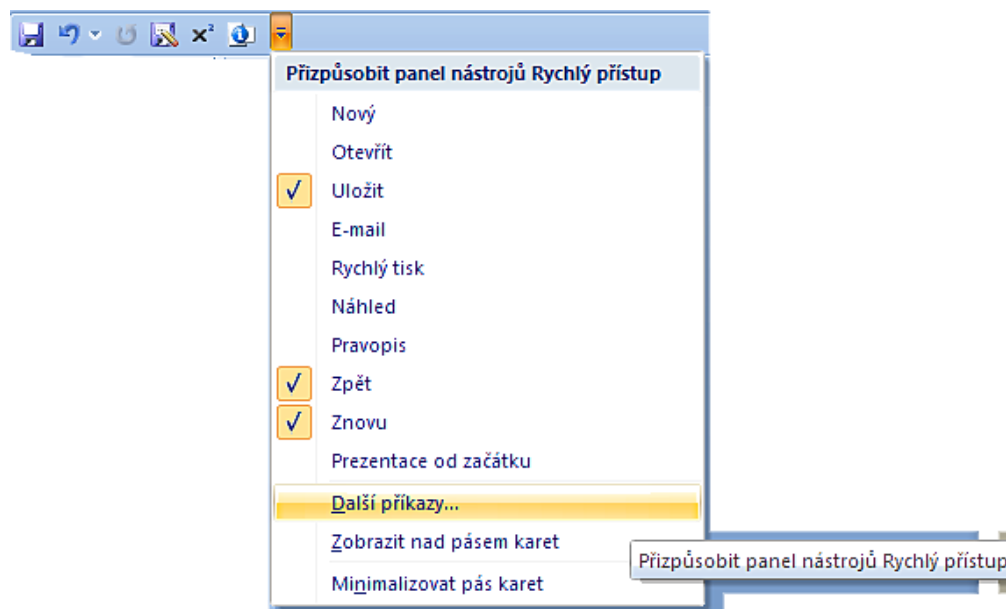 x²
Přizpůsobit panel nástrojů Rychlý přístup
Nový
Otevřít
Uložit
E-mail
Rychlý tisk
Náhled
Pravopis
Zpět
Znovu
Prezentace od začátku
Další příkazy...
Zobrazit nad pásem karet
Přizpůsobit panel nástrojů Rychlý přístup
Minimalizovat pás karet